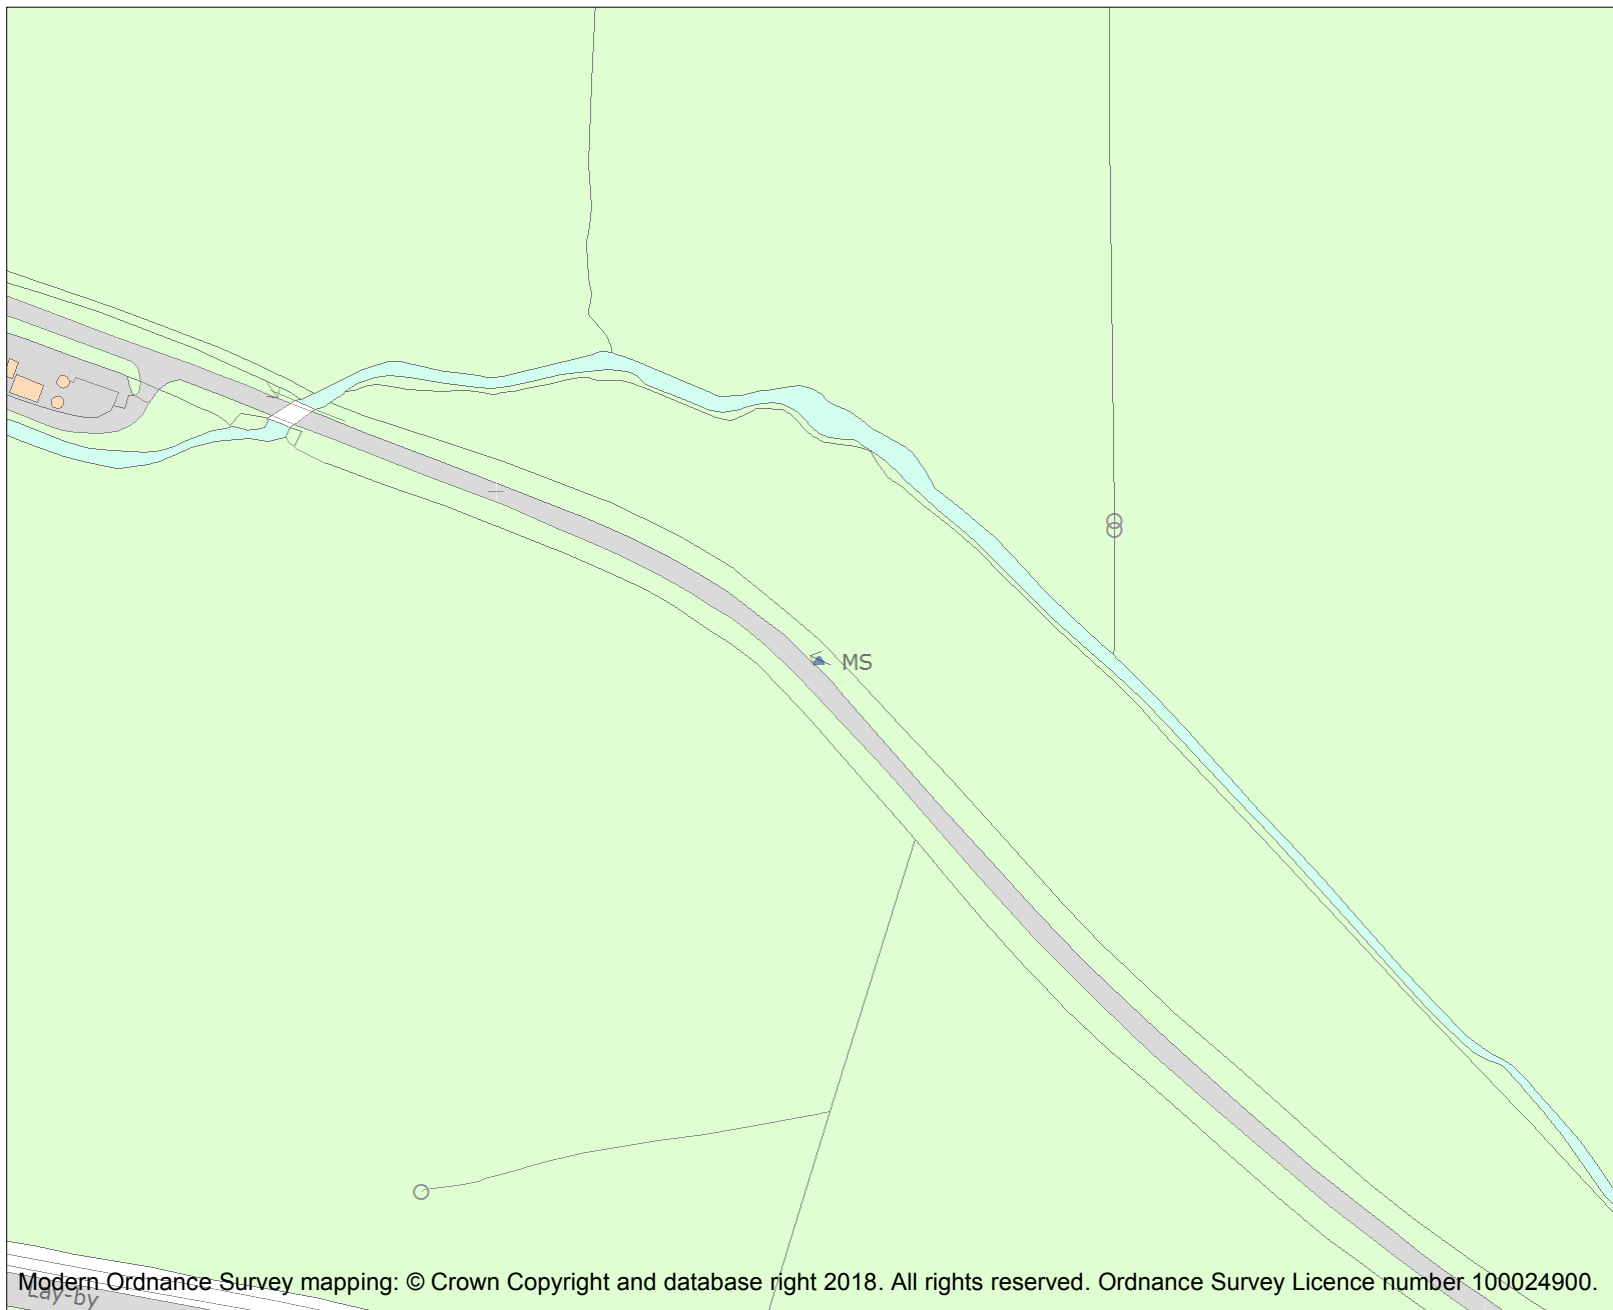 MS
Modern Ordnance Survey mapping: © Crown Copyright and database right 2018. All rights reserved. Ordnance Survey Licence number 100024900.
Lay-by